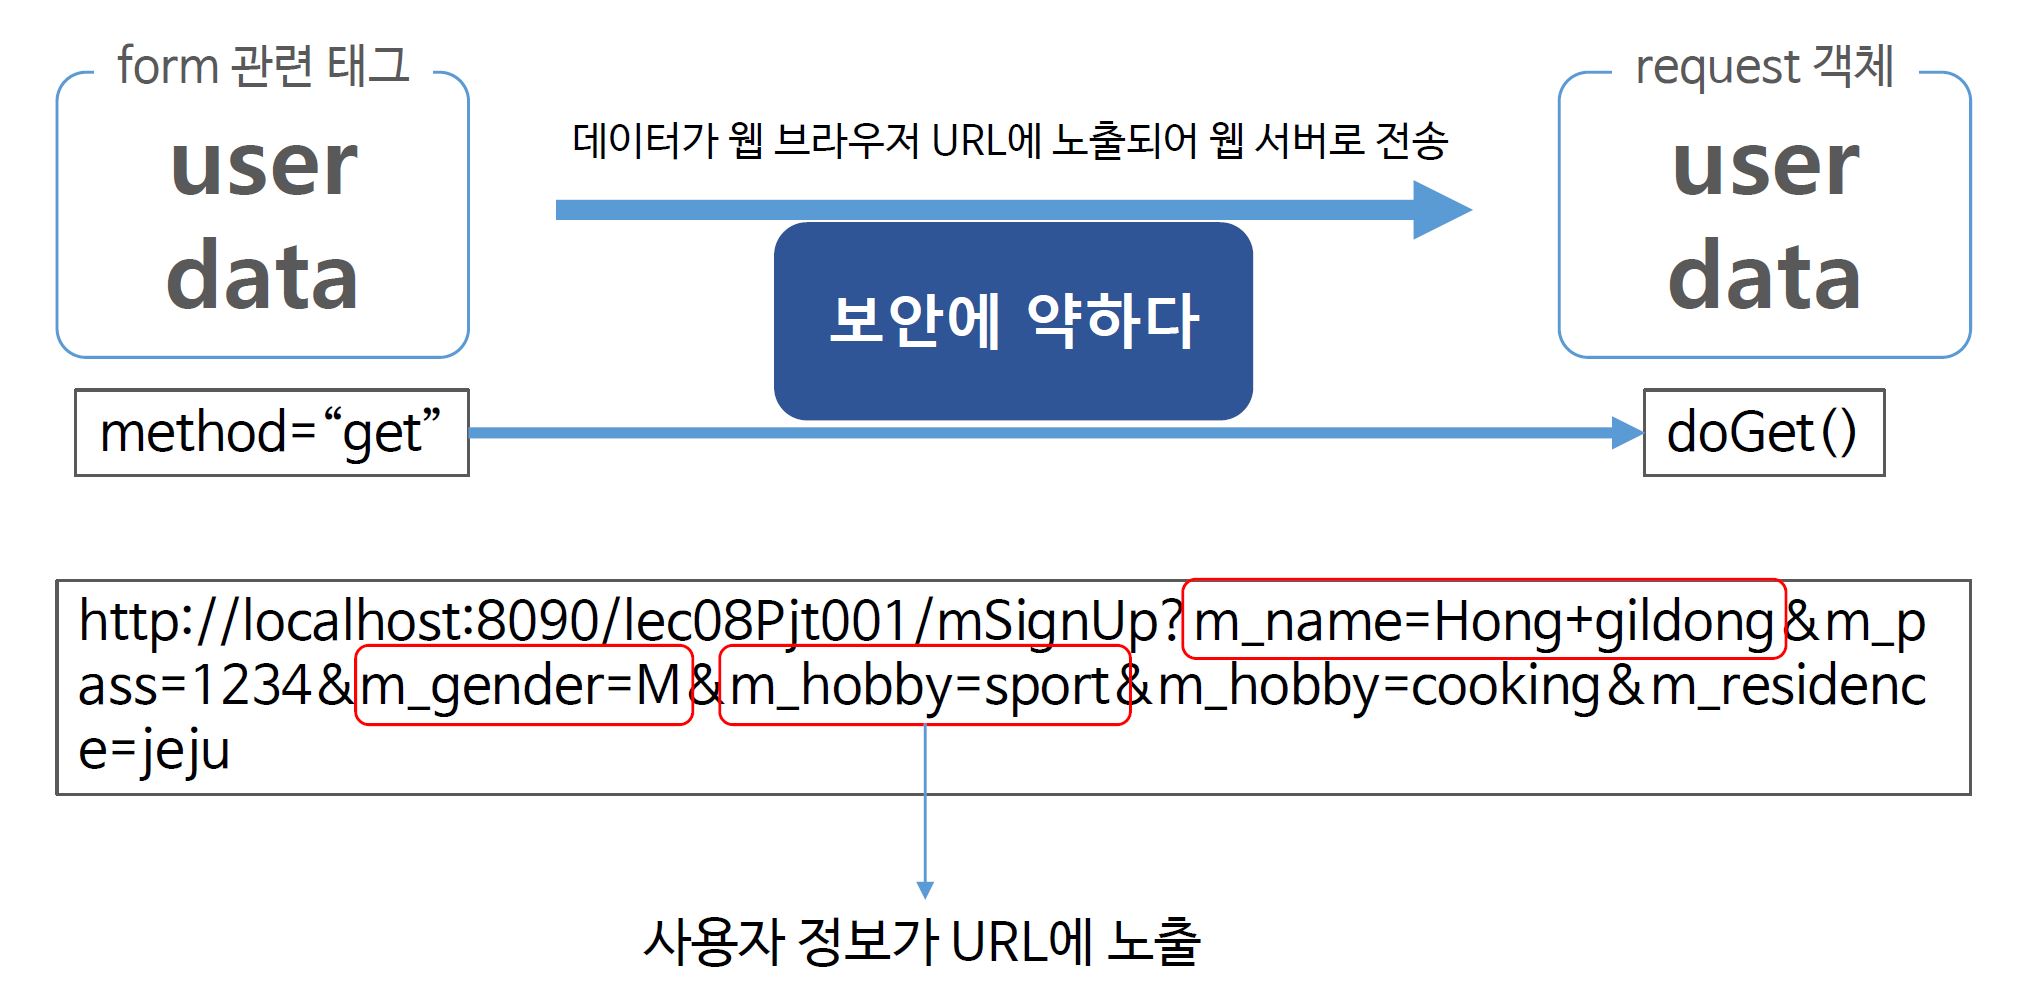 form 관련 태그
user
data
method=“get”
데이터가 웹 브라우저 URL에 노출되어 웹 서버로 전송
보안에 약하다
request 객체
user
data
doGet()
http://localhost:8090/lec08Pjt001/mSignUp?m_name=Hong+gildong&m_p
ass=1234&m_gender=M&m_hobby=sport&m_hobby=cooking&m_residenc
e=jeju
사용자 정보가 URL에 노출